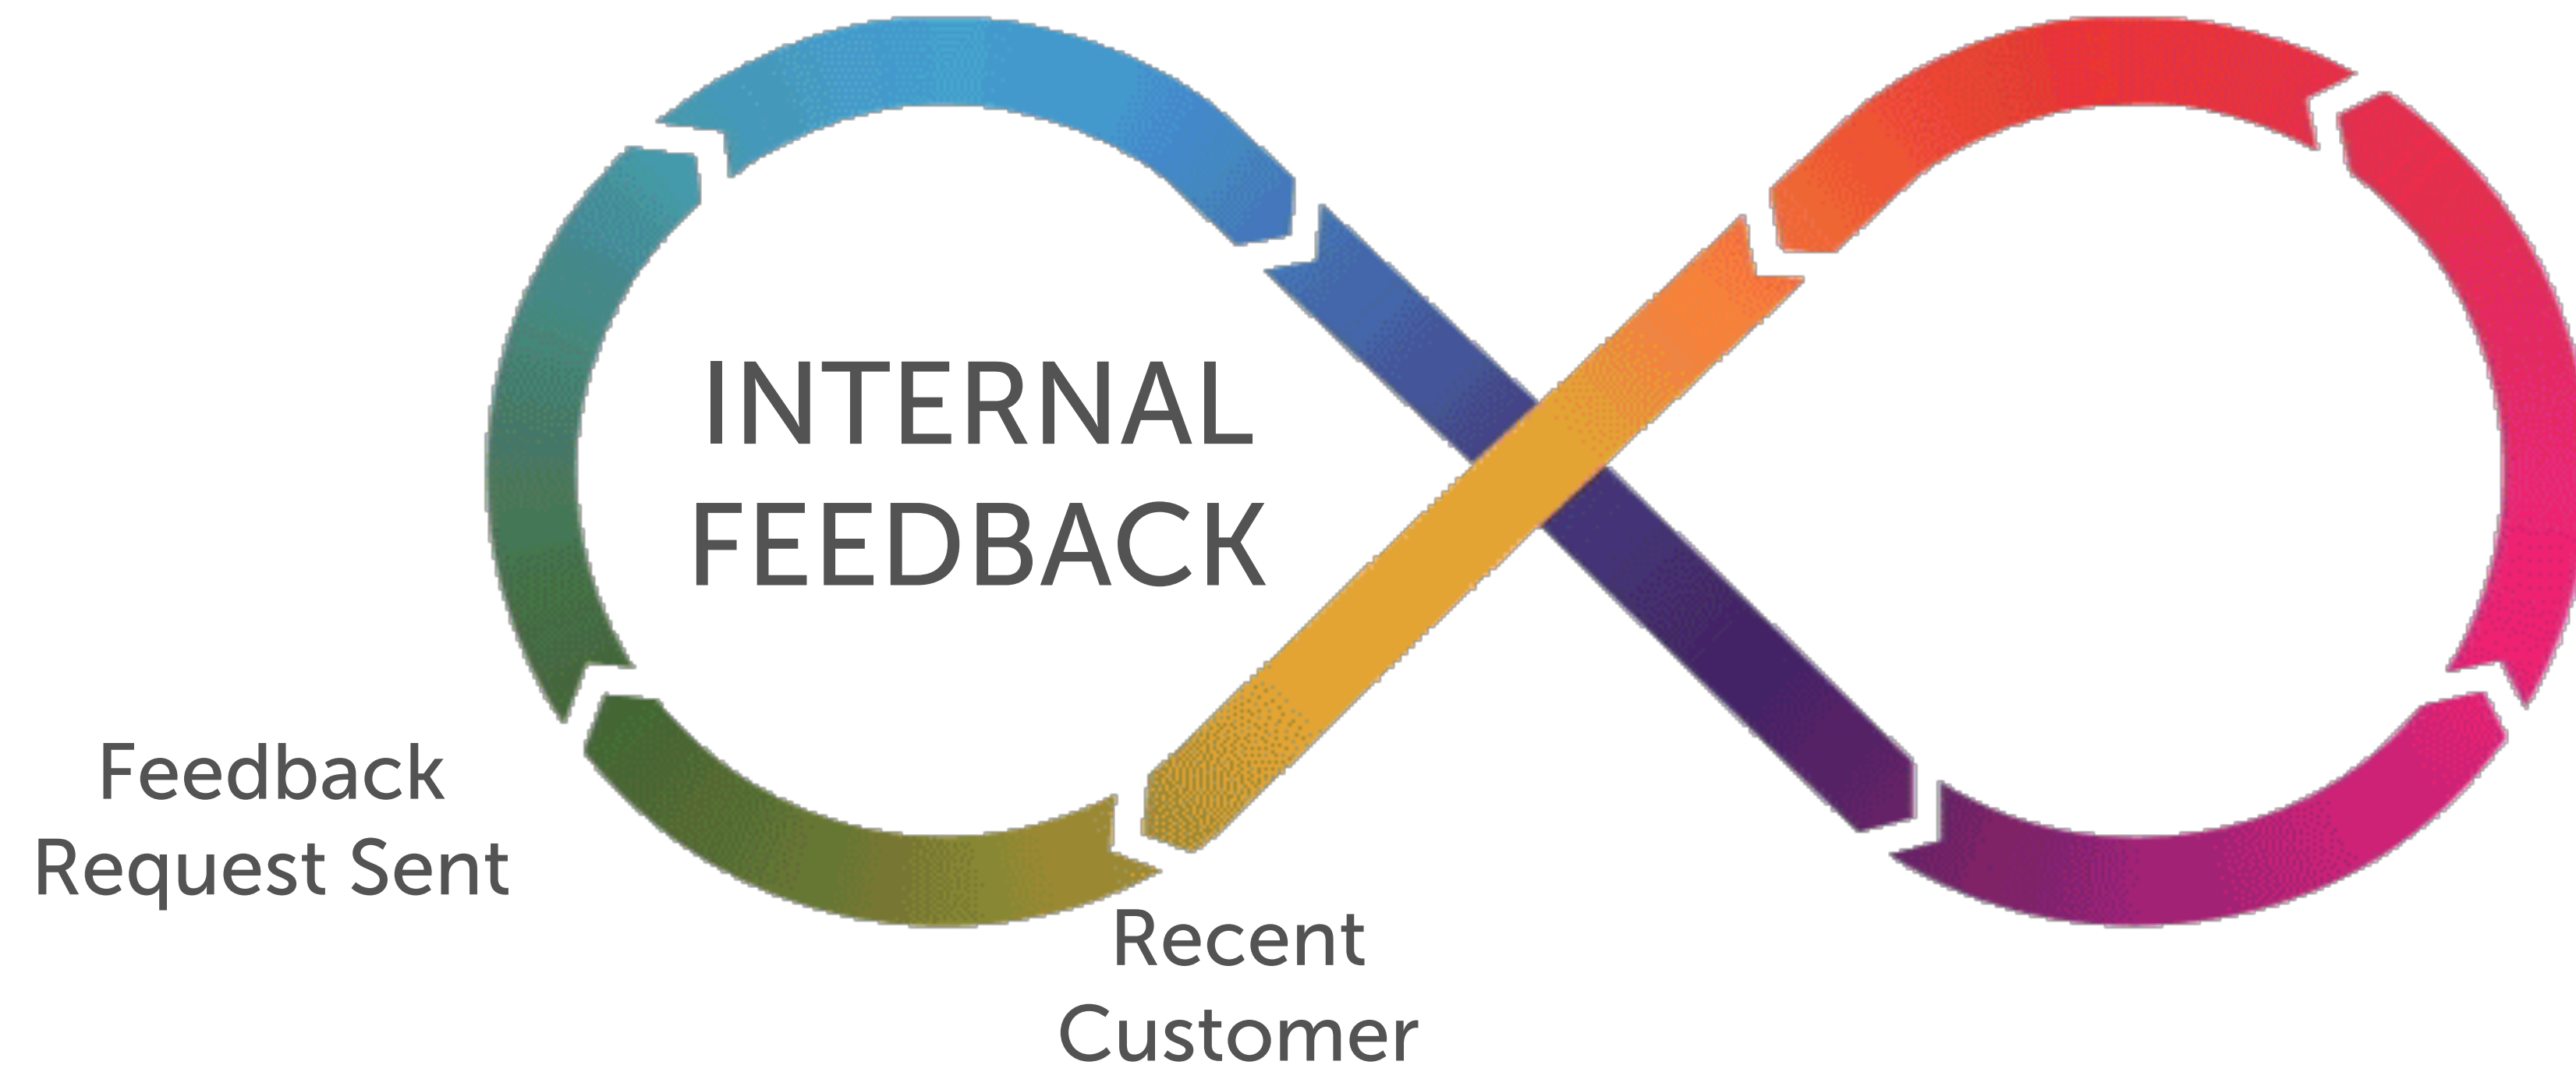 INTERNAL
FEEDBACK
Feedback
Request Sent
Recent
Customer